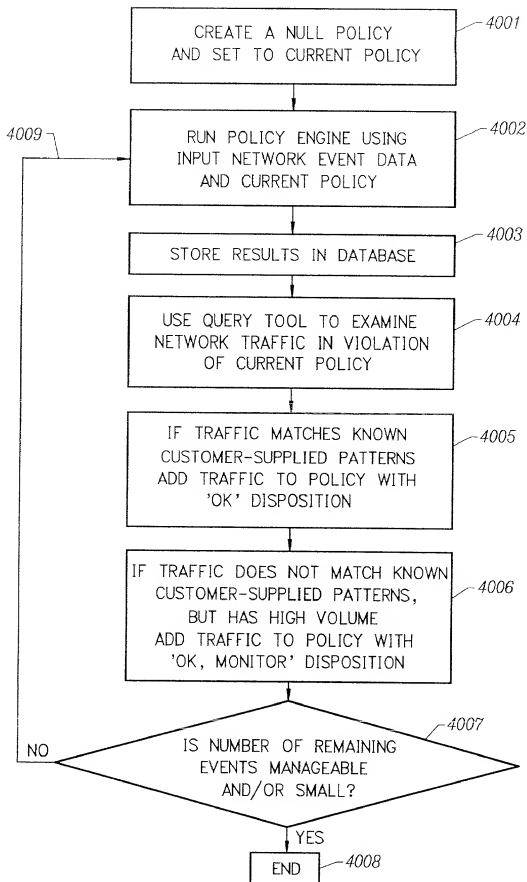 CREATE A NULL POLICY
AND SET TO CURRENT POLICY
4001
4009
RUN POLICY ENGINE USING
INPUT NETWORK EVENT DATA
AND CURRENT POLICY
4002
STORE RESULTS IN DATABASE
4003
USE QUERY TOOL TO EXAMINE
NETWORK TRAFFIC IN VIOLATION
OF CURRENT POLICY
4004
IF TRAFFIC MATCHES KNOWN
CUSTOMER-SUPPLIED PATTERNS
ADD TRAFFIC TO POLICY WITH
'OK' DISPOSITION
4005
IF TRAFFIC DOES NOT MATCH KNOWN
CUSTOMER-SUPPLIED PATTERNS,
BUT HAS HIGH VOLUME
ADD TRAFFIC TO POLICY WITH
'OK, MONITOR' DISPOSITION
4006
IS NUMBER OF REMAINING
EVENTS MANAGEABLE
AND/OR SMALL?
4007
NO
YES
END
4008